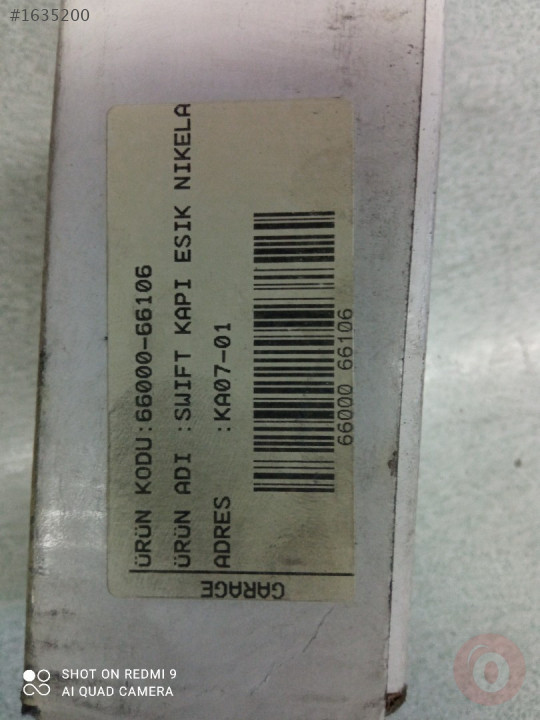 #1635200
ÜRÜN KODU:66000-66106
ÜRÜN ADI :SWIFT KAPI ESIK NIKELA
ADRES :KA07-01
66000 66106
GARAGE
SHOT ON REDMI 9
AI QUAD CAMERA